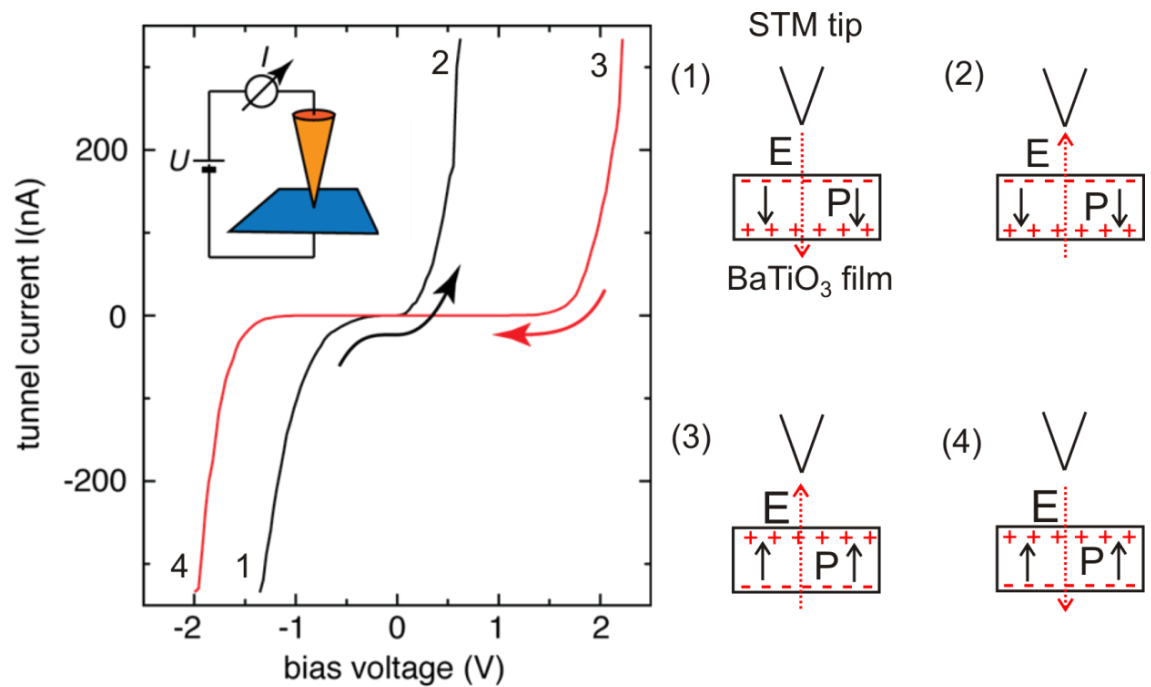 I
U
2
3
4
1
200
0
-200
-2
-1
0
1
2
tunnel current I(nA)
bias voltage (V)
STM tip
(1)
E
P
- - - - - -
+ + + + + +
BaTiO₃ film
(2)
E
P
- - - - - -
+ + + + + +
(3)
E
+ + + + + +
P
- - - - - -
(4)
E
+ + + + + +
P
- - - - - -